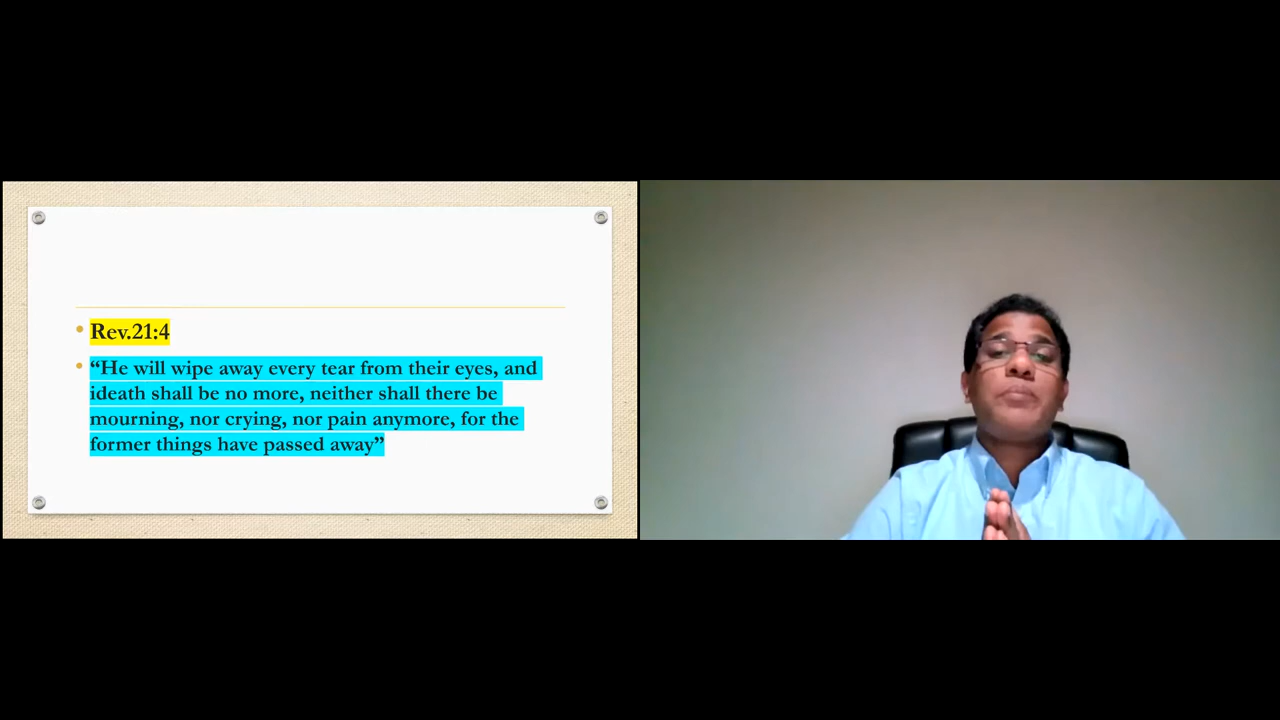 Rev.21:4
“He will wipe away every tear from their eyes, and
ideath shall be no more, neither shall there be
mourning, nor crying, nor pain anymore, for the
former things have passed away”